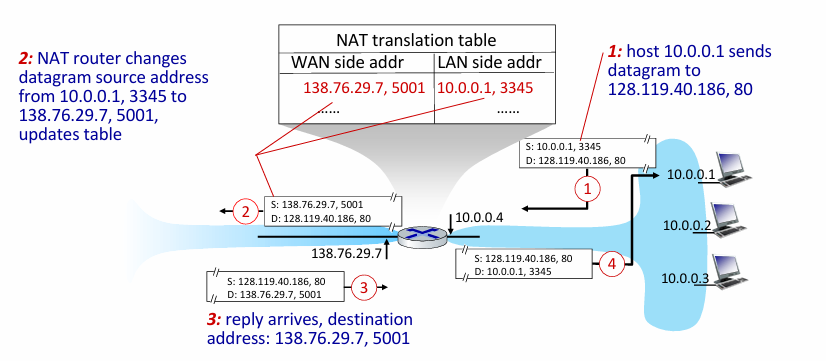 2: NAT router changes
datagram source address
from 10.0.0.1, 3345 to
138.76.29.7, 5001,
updates table
NAT translation table
WAN side addr LAN side addr
138.76.29.7, 5001 10.0.0.1, 3345
...... ......
1: host 10.0.0.1 sends
datagram to
128.119.40.186, 80
S: 10.0.0.1, 3345
D: 128.119.40.186, 80
1
10.0.0.1
S: 138.76.29.7, 5001
D: 128.119.40.186, 80
2
10.0.0.4
10.0.0.2
138.76.29.7
S: 128.119.40.186, 80
D: 10.0.0.1, 3345
4
10.0.0.3
S: 128.119.40.186, 80
D: 138.76.29.7, 5001
3
3: reply arrives, destination
address: 138.76.29.7, 5001